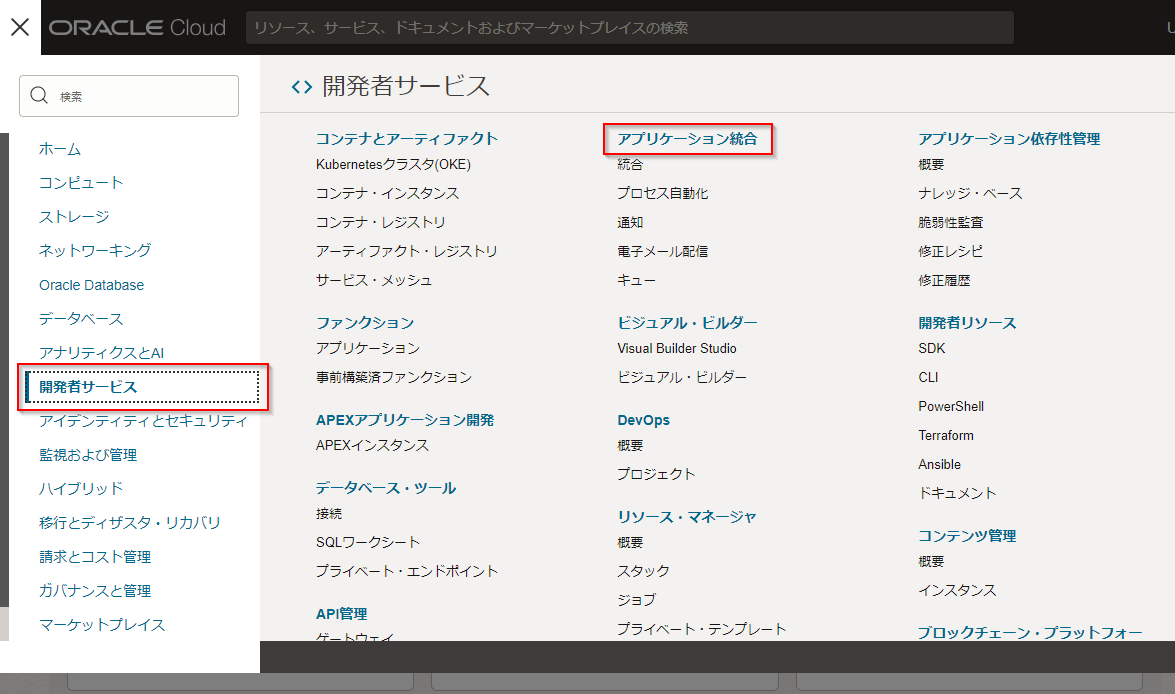 ORACLE Cloud
リソース、サービス、ドキュメントおよびマーケットプレイスの検索
検索
ホーム
コンピュート
ストレージ
ネットワーキング
Oracle Database
データベース
アナリティクスとAI
開発者サービス
アイデンティティとセキュリティ
監視および管理
ハイブリッド
移行とディザスタ・リカバリ
請求とコスト管理
ガバナンスと管理
マーケットプレイス
開発者サービス
コンテナとアーティファクト
Kubernetesクラスタ(OKE)
コンテナ・インスタンス
コンテナ・レジストリ
アーティファクト・レジストリ
サービス・メッシュ
ファンクション
アプリケーション
事前構築済ファンクション
APEXアプリケーション開発
APEXインスタンス
データベース・ツール
接続
SQLワークシート
プライベート・エンドポイント
API管理
ゲートウェイ
アプリケーション統合
統合
プロセス自動化
通知
電子メール配信
キュー
ビジュアル・ビルダー
Visual Builder Studio
ビジュアル・ビルダー
DevOps
概要
プロジェクト
リソース・マネージャ
概要
スタック
ジョブ
プライベート・テンプレート
アプリケーション依存性管理
概要
ナレッジ・ベース
脆弱性監査
修正レシピ
修正履歴
開発者リソース
SDK
CLI
PowerShell
Terraform
Ansible
ドキュメント
コンテンツ管理
概要
インスタンス
ブロックチェーン・プラットフォー